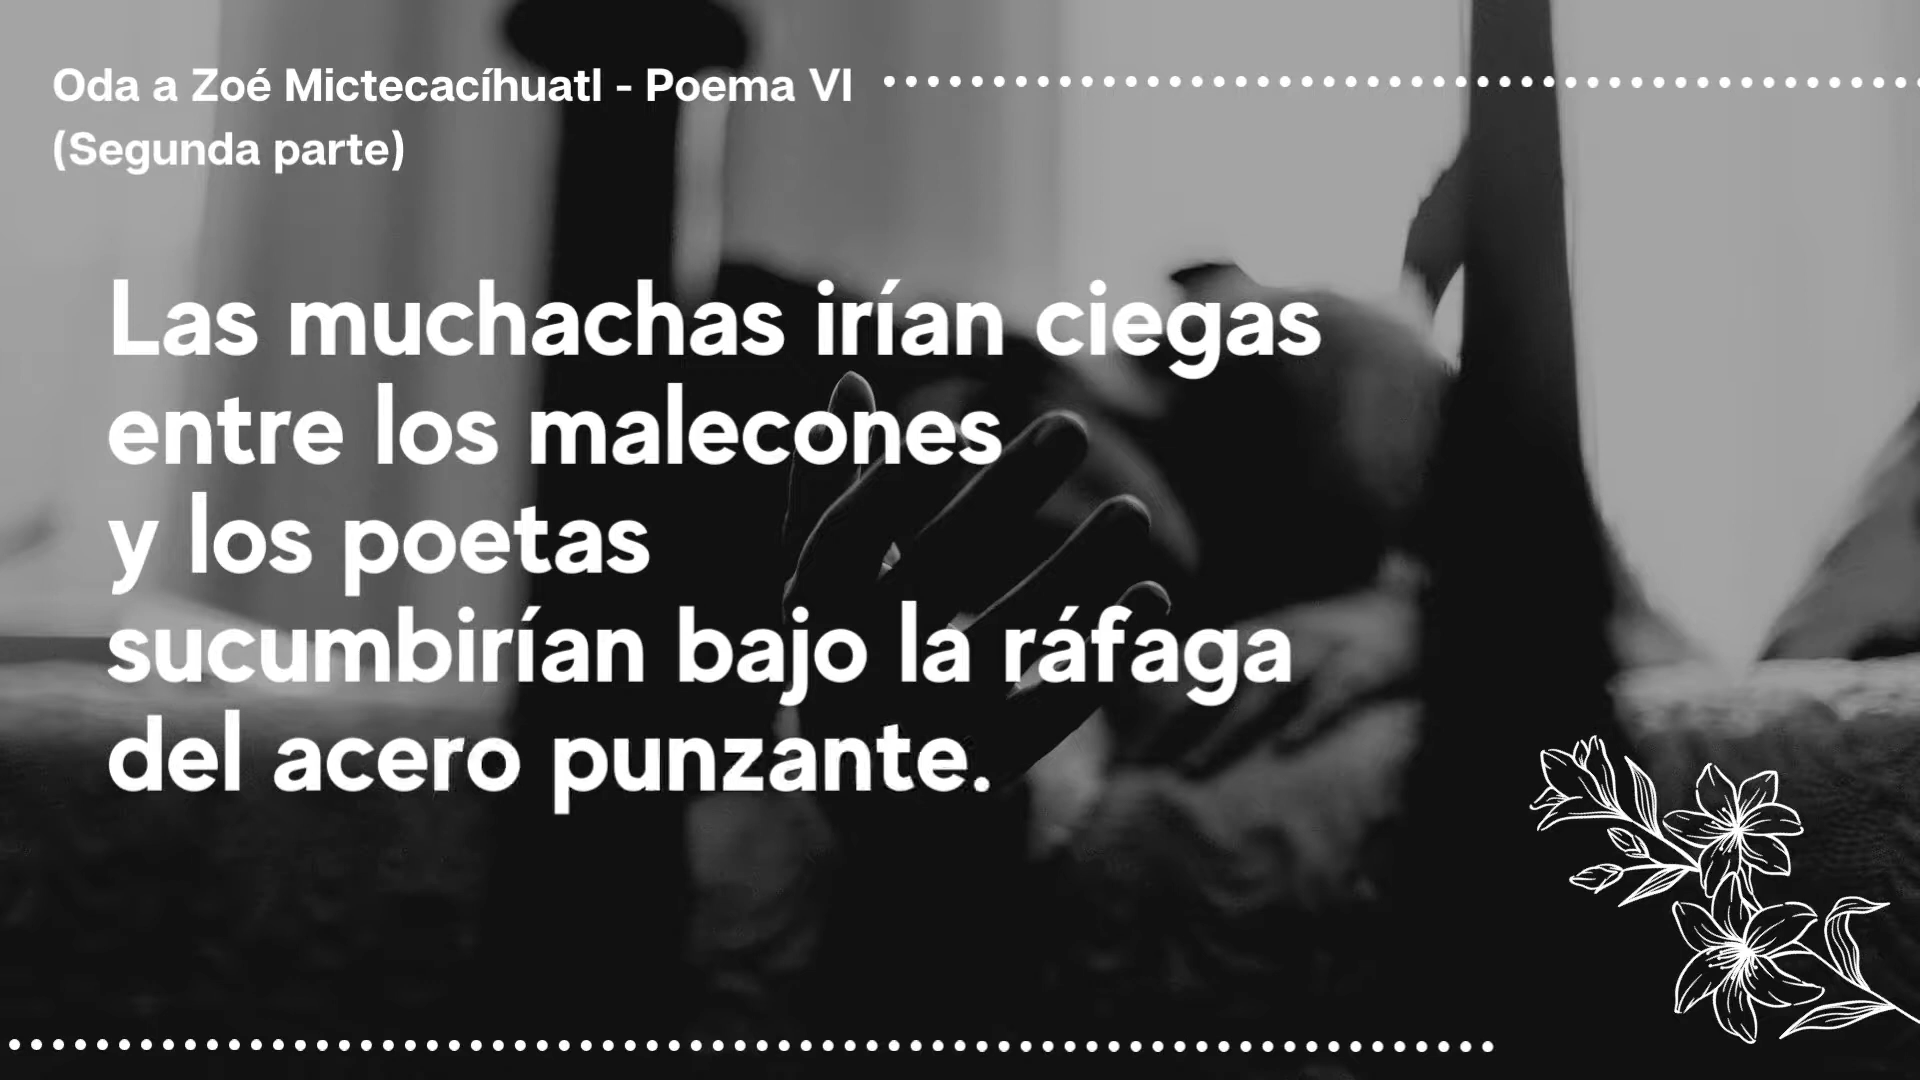 Oda a Zoé Mictecacíhuatl - Poema VI
(Segunda parte)
Las muchachas irían ciegas
entre los malecones
y los poetas
sucumbirían bajo la ráfaga
del acero punzante.